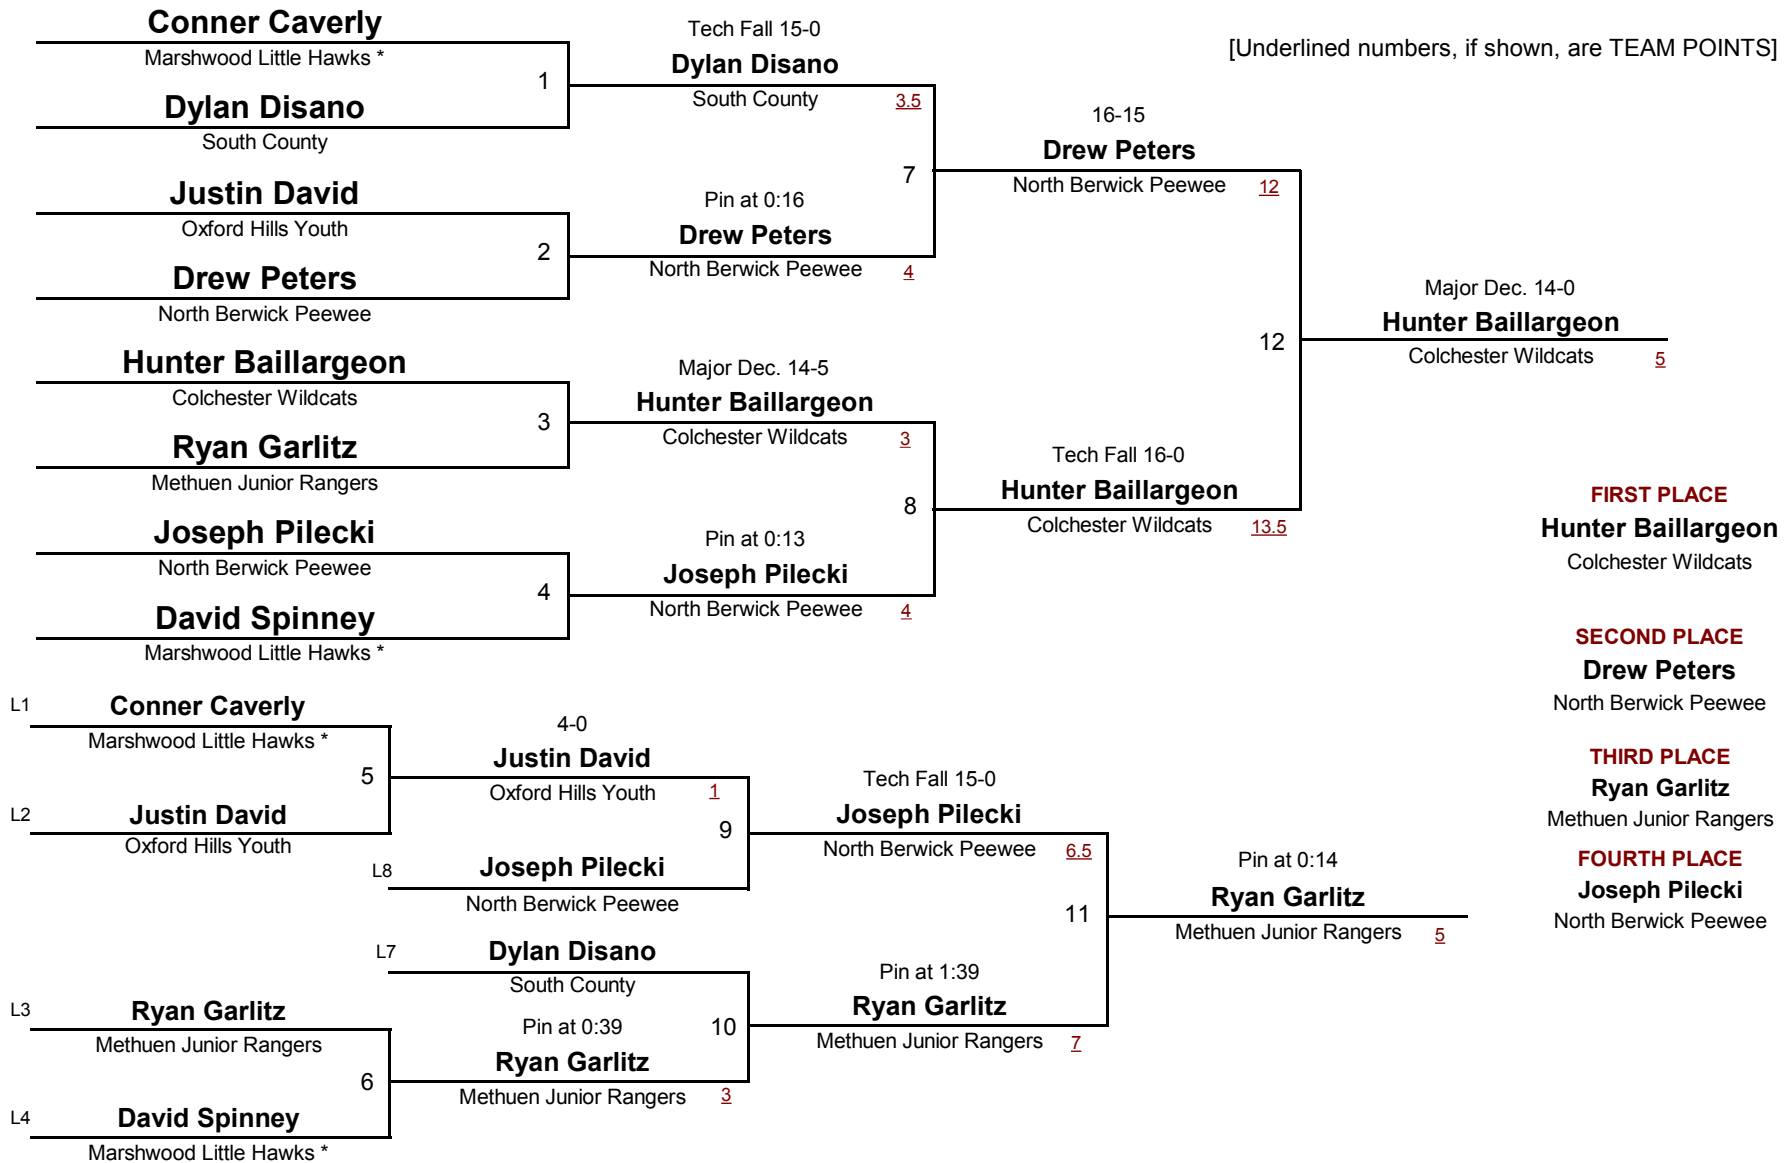 Conner Caverly
Marshwood Little Hawks *
1
Dylan Disano
South County
Tech Fall 15-0
Dylan Disano
South County 3.5
[Underlined numbers, if shown, are TEAM POINTS]
Justin David
Oxford Hills Youth
2
Drew Peters
North Berwick Peewee
Pin at 0:16
Drew Peters
North Berwick Peewee 4
7
16-15
Drew Peters
North Berwick Peewee 12
Hunter Baillargeon
Colchester Wildcats
3
Ryan Garlitz
Methuen Junior Rangers
Major Dec. 14-5
Hunter Baillargeon
Colchester Wildcats 3
Joseph Pilecki
North Berwick Peewee
4
David Spinney
Marshwood Little Hawks *
Pin at 0:13
Joseph Pilecki
North Berwick Peewee 4
8
Tech Fall 16-0
Hunter Baillargeon
Colchester Wildcats 13.5
12
Major Dec. 14-0
Hunter Baillargeon
Colchester Wildcats 5
FIRST PLACE
Hunter Baillargeon
Colchester Wildcats
SECOND PLACE
Drew Peters
North Berwick Peewee
THIRD PLACE
Ryan Garlitz
Methuen Junior Rangers
FOURTH PLACE
Joseph Pilecki
North Berwick Peewee
L1 Conner Caverly
Marshwood Little Hawks *
5
L2 Justin David
Oxford Hills Youth
4-0
Justin David
Oxford Hills Youth 1
9
L8 Joseph Pilecki
North Berwick Peewee
Tech Fall 15-0
Joseph Pilecki
North Berwick Peewee 6.5
L7 Dylan Disano
South County
10
L3 Ryan Garlitz
Methuen Junior Rangers
6
L4 David Spinney
Marshwood Little Hawks *
Pin at 0:39
Ryan Garlitz
Methuen Junior Rangers 3
Pin at 1:39
Ryan Garlitz
Methuen Junior Rangers 7
11
Pin at 0:14
Ryan Garlitz
Methuen Junior Rangers 5